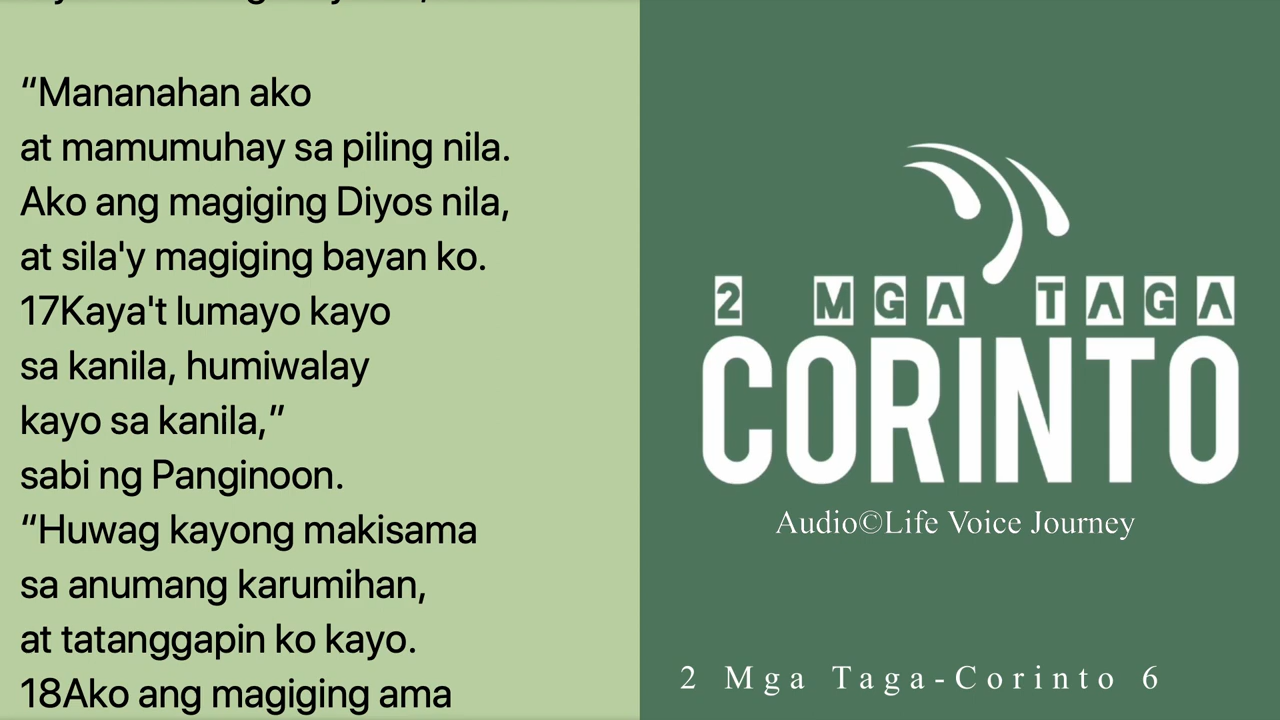 “Mananahan ako
at mamumuhay sa piling nila.
Ako ang magiging Diyos nila,
at sila'y magiging bayan ko.
17Kaya't lumayo kayo
sa kanila, humiwalay
kayo sa kanila,”
sabi ng Panginoon.
“Huwag kayong makisama
sa anumang karumihan,
at tatanggapin ko kayo.
18Ako ang magiging ama
2 MGA TAGA
CORINTO
Audio©Life Voice Journey
2 Mga Taga-Corinto 6